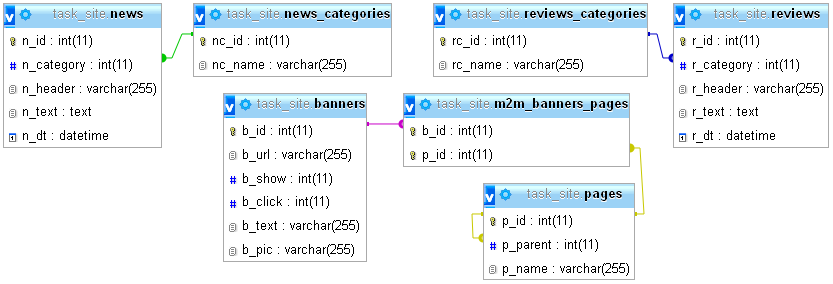 task_site news
n_id : int(11)
n_category : int(11)
n_header : varchar(255)
n_text : text
n_dt : datetime
task_site news_categories
nc_id : int(11)
nc_name : varchar(255)
task_site reviews_categories
rc_id : int(11)
rc_name : varchar(255)
task_site reviews
r_id : int(11)
r_category : int(11)
r_header : varchar(255)
r_text : text
r_dt : datetime
task_site banners
b_id : int(11)
b_url : varchar(255)
b_show : int(11)
b_click : int(11)
b_text : varchar(255)
b_pic : varchar(255)
task_site m2m_banners_pages
b_id : int(11)
p_id : int(11)
task_site pages
p_id : int(11)
p_parent : int(11)
p_name : varchar(255)